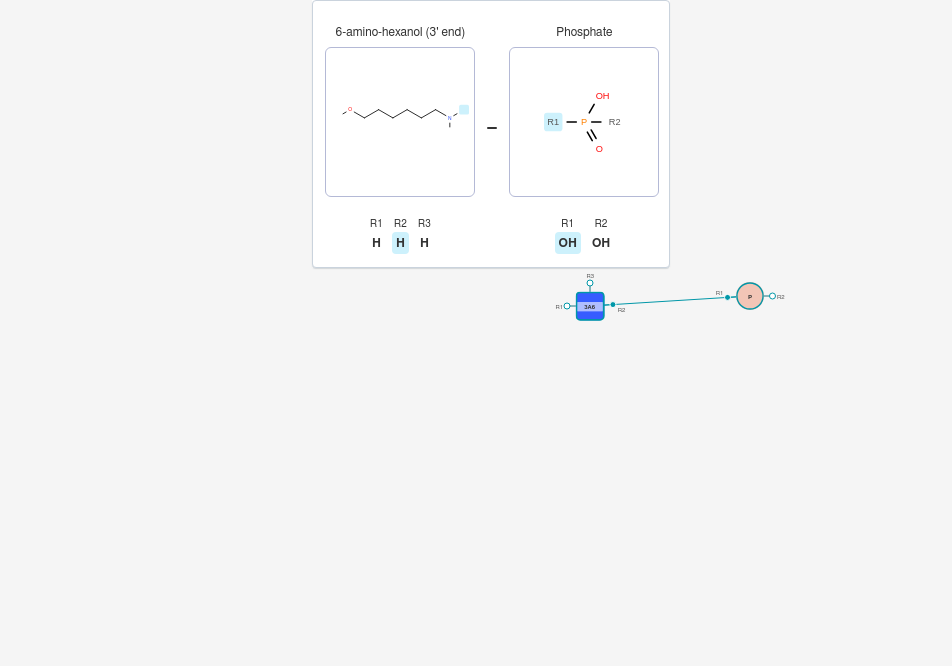 6-amino-hexanol (3' end) Phosphate
O N
OH
R1 P R2
O
R1 R2 R3 R1 R2
H H H OH OH
R3
R1 3A6 R2 R1 P R2